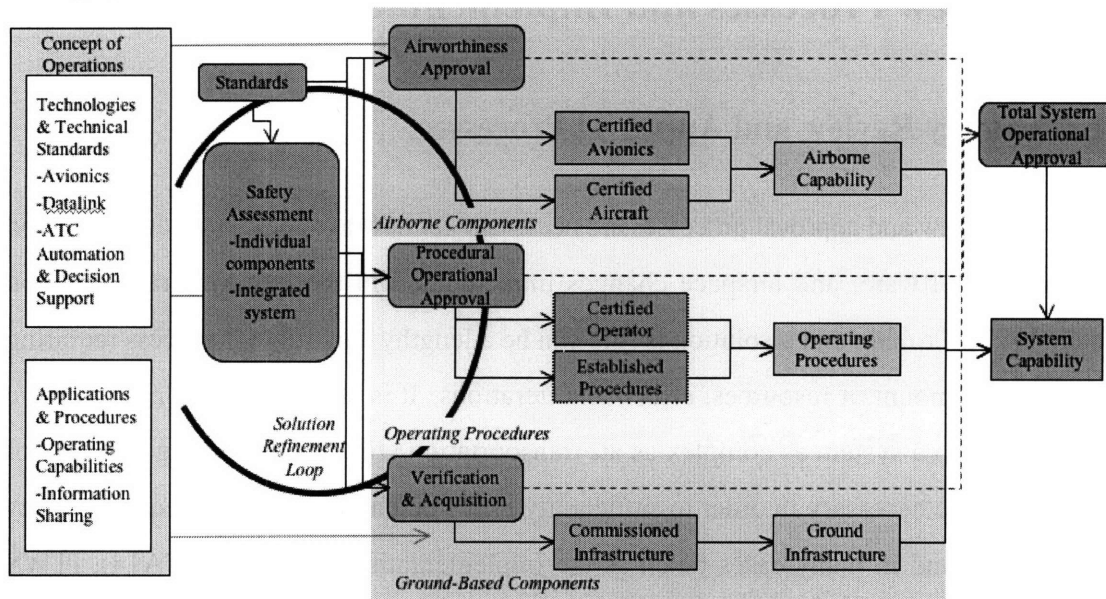 Concept of
Operations
Technologies
& Technical
Standards
-Avionics
-Datalink
-ATC
Automation
& Decision
Support
Applications
& Procedures
-Operating
Capabilities
-Information
Sharing
Standards
Safety
Assessment
-Individual
components
-Integrated
system
Solution
Refinement
Loop
Airworthiness
Approval
Certified
Avionics
Certified
Aircraft
Airborne
Capability
Airborne Components
Procedural
Operational
Approval
Certified
Operator
Established
Procedures
Operating
Procedures
Operating Procedures
Verification
& Acquisition
Commissioned
Infrastructure
Ground
Infrastructure
Ground-Based Components
Total System
Operational
Approval
System
Capability